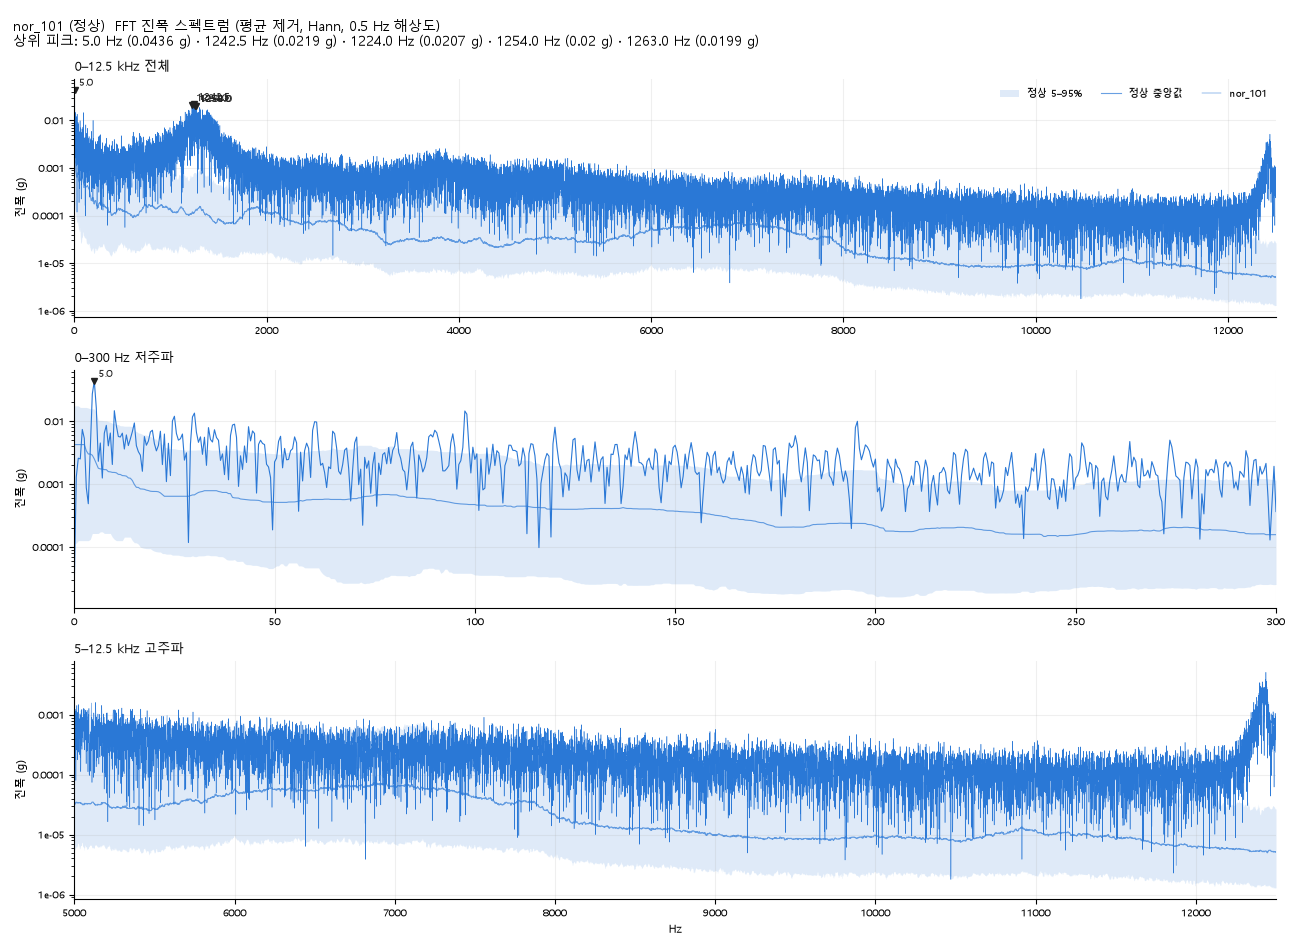 nor_101 (정상)  FFT 진폭 스펙트럼 (평균 제거, Hann, 0.5 Hz 해상도)
상위 피크: 5.0 Hz (0.0436 g) · 1242.5 Hz (0.0219 g) · 1224.0 Hz (0.0207 g) · 1254.0 Hz (0.02 g) · 1263.0 Hz (0.0199 g)
0–12.5 kHz 전체
5.0
정상 5–95%
정상 중앙값
nor_101
진폭 (g)
0.01
0.001
0.0001
1e-05
1e-06
0 2000 4000 6000 8000 10000 12000
0–300 Hz 저주파
5.0
진폭 (g)
0.01
0.001
0.0001
0 50 100 150 200 250 300
5–12.5 kHz 고주파
진폭 (g)
0.001
0.0001
1e-05
1e-06
5000 6000 7000 8000 9000 10000 11000 12000
Hz